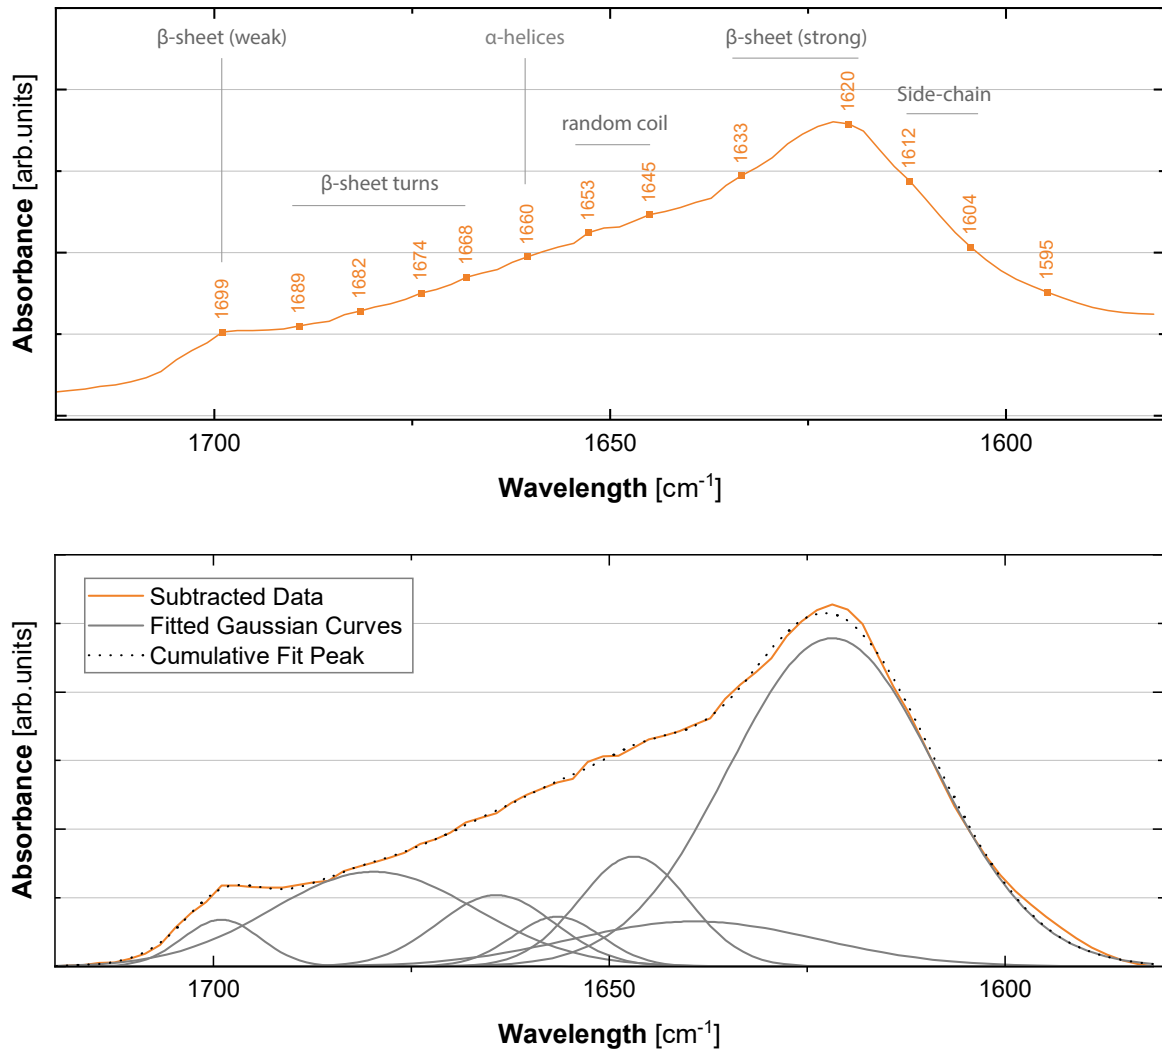 β-sheet (weak)
α-helices
β-sheet (strong)
Side-chain
random coil
β-sheet turns
1699
1689
1682
1674
1668
1660
1653
1645
1633
1620
1612
1604
1595
Absorbance [arb.units]
1700
1650
1600
Wavelength [cm⁻¹]
Subtracted Data
Fitted Gaussian Curves
Cumulative Fit Peak
Absorbance [arb.units]
1700
1650
1600
Wavelength [cm⁻¹]